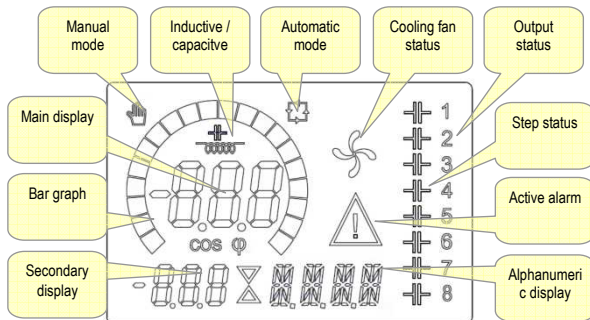 Manual
mode
Inductive /
capacitve
Automatic
mode
Cooling fan
status
Output
status
Main display
Bar graph
Secondary
display
cos φ
1
2
3
4
5
6
7
8
Step status
Active alarm
Alphanumeri
c display